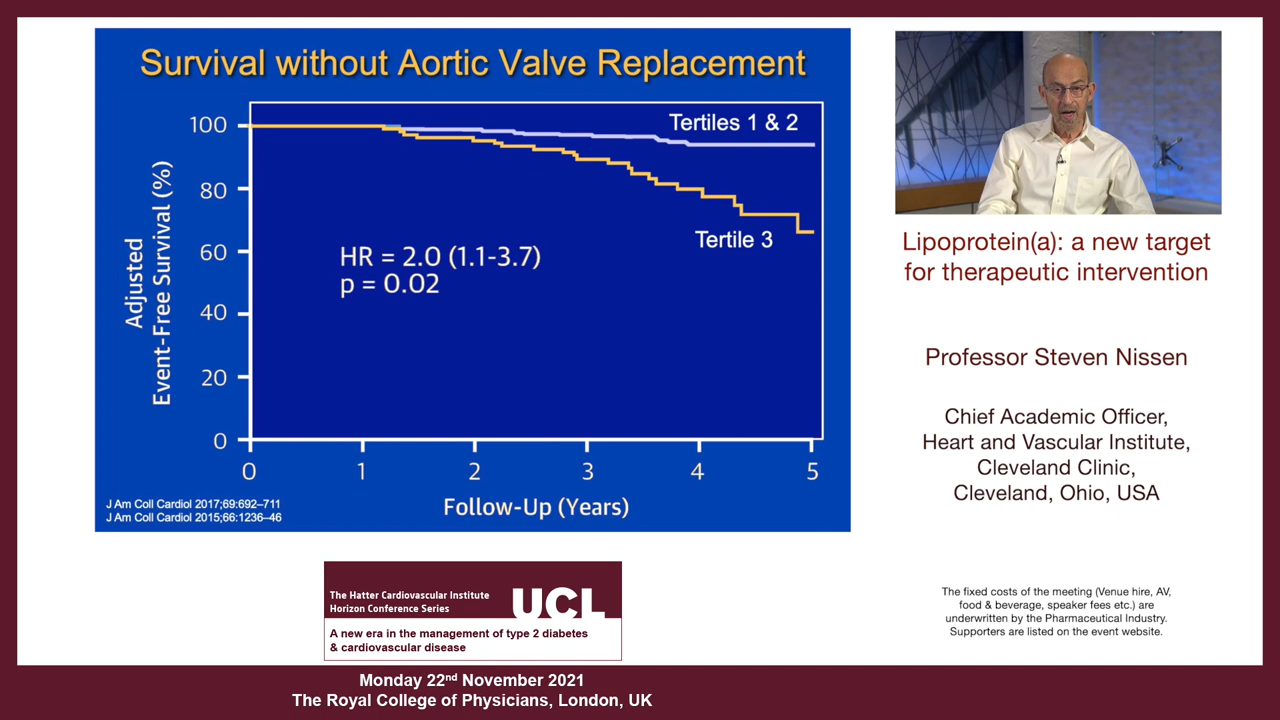 Survival without Aortic Valve Replacement
Adjusted
Event-Free Survival (%)
100
80
60
40
20
0
Tertiles 1 & 2
Tertile 3
HR = 2.0 (1.1-3.7)
p = 0.02
0 1 2 3 4 5
Follow-Up (Years)
J Am Coll Cardiol 2017;69:692–711
J Am Coll Cardiol 2015;66:1236–46
Lipoprotein(a): a new target
for therapeutic intervention
Professor Steven Nissen
Chief Academic Officer,
Heart and Vascular Institute,
Cleveland Clinic,
Cleveland, Ohio, USA
The Hatter Cardiovascular Institute
Horizon Conference Series
UCL
A new era in the management of type 2 diabetes
& cardiovascular disease
The fixed costs of the meeting (Venue hire, AV,
food & beverage, speaker fees etc.) are
underwritten by the Pharmaceutical Industry.
Supporters are listed on the event website.
Monday 22nd November 2021
The Royal College of Physicians, London, UK